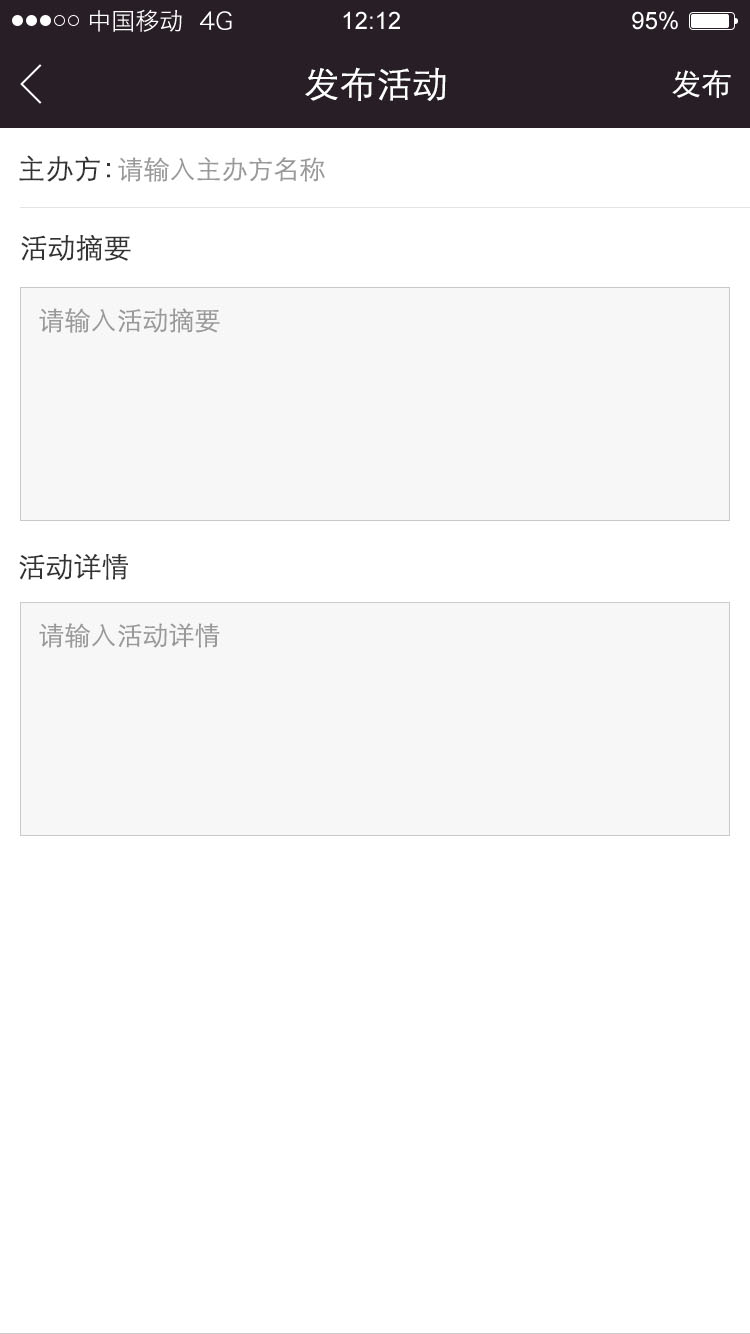 中国移动 4G 12:12 95%
发布活动 发布
主办方:请输入主办方名称
活动摘要
请输入活动摘要
活动详情
请输入活动详情